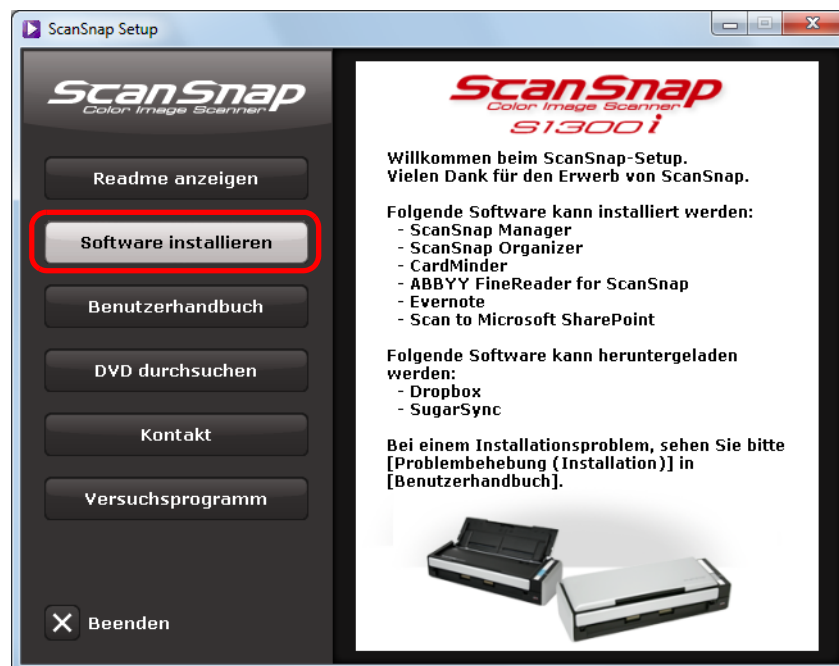 ScanSnap Setup
ScanSnap
Color Image Scanner
Readme anzeigen
Software installieren
Benutzerhandbuch
DVD durchsuchen
Kontakt
Versuchsprogramm
Beenden
ScanSnap
Color Image Scanner
S1300i
Willkommen beim ScanSnap-Setup.
Vielen Dank für den Erwerb von ScanSnap.
Folgende Software kann installiert werden:
- ScanSnap Manager
- ScanSnap Organizer
- CardMinder
- ABBYY FineReader for ScanSnap
- Evernote
- Scan to Microsoft SharePoint
Folgende Software kann heruntergeladen
werden:
- Dropbox
- SugarSync
Bei einem Installationsproblem, sehen Sie bitte
[Problembehebung (Installation)] in
[Benutzerhandbuch].